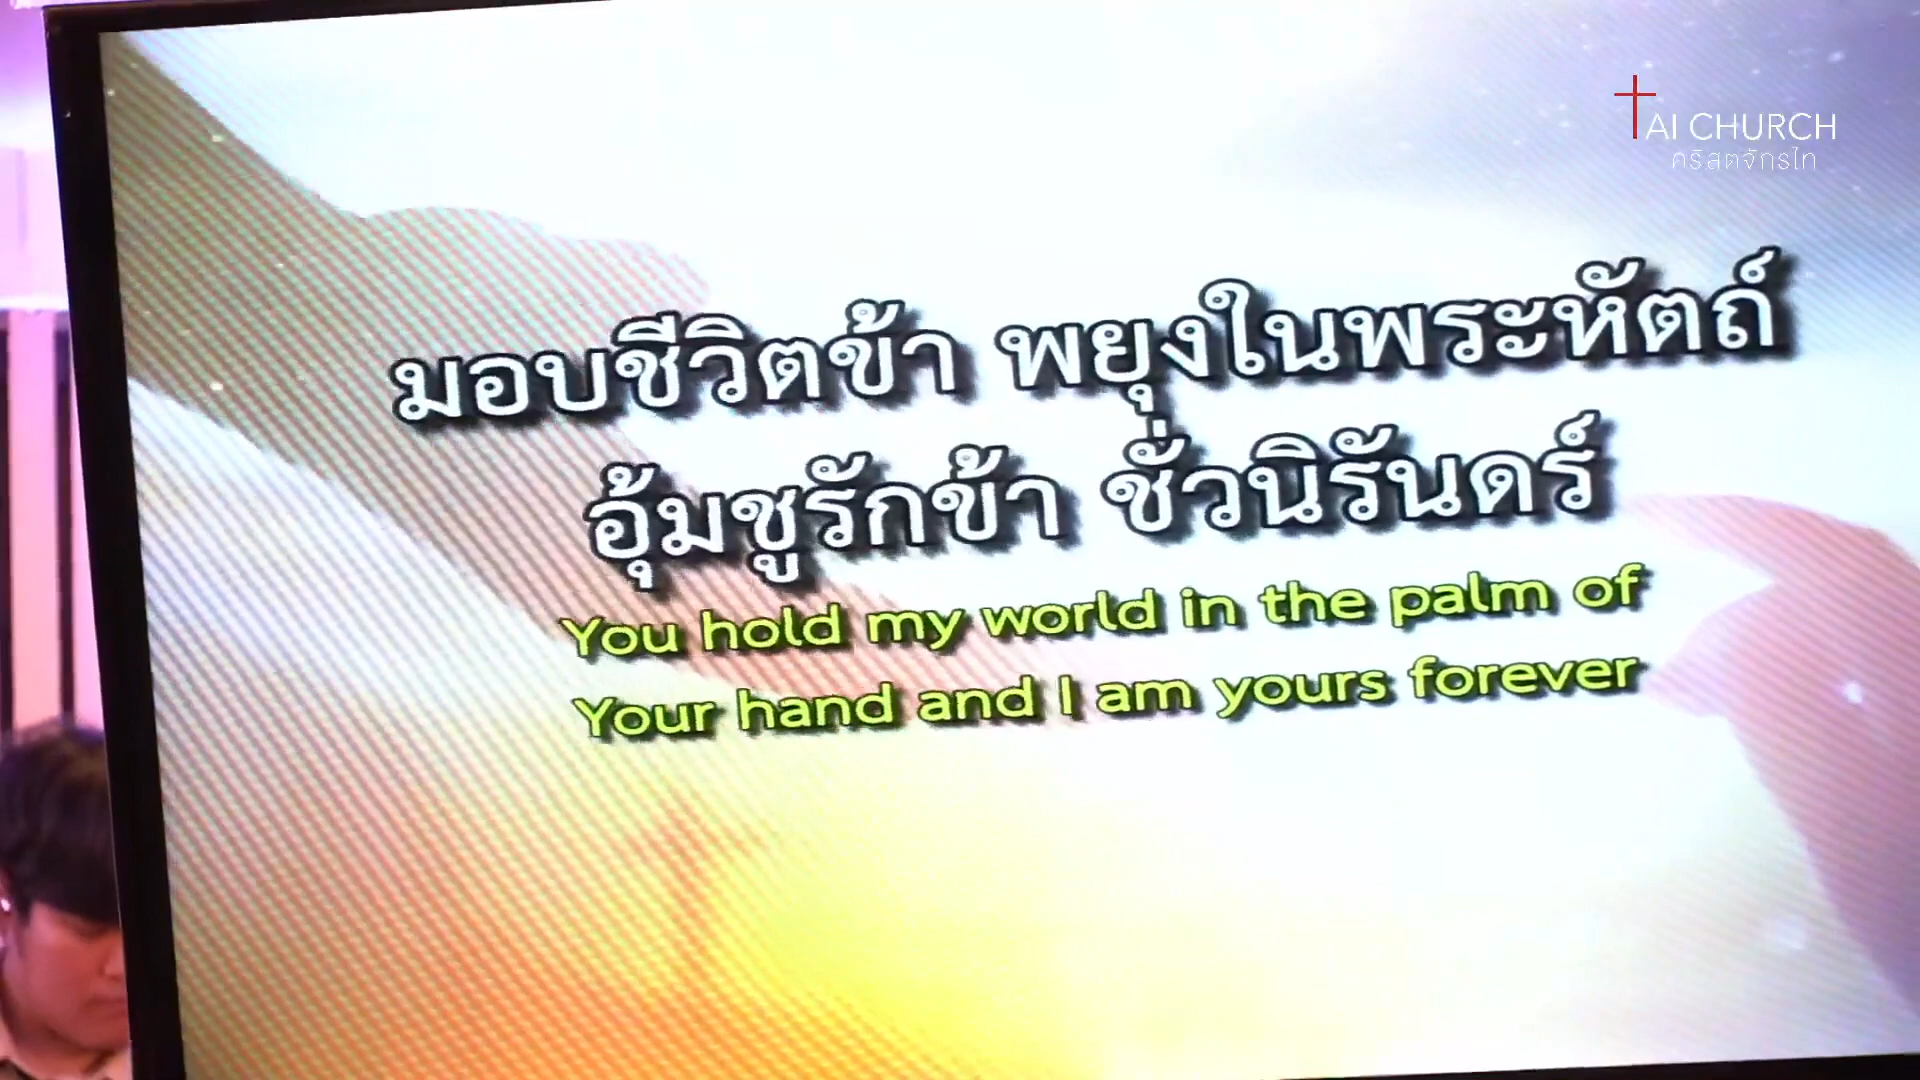 AI CHURCH
คริสตจักรไท
มอบชีวิตข้า พยุงในพระหัตถ์
อุ้มชูรักข้า ชั่วนิรันดร์
You hold my world in the palm of
Your hand and I am yours forever